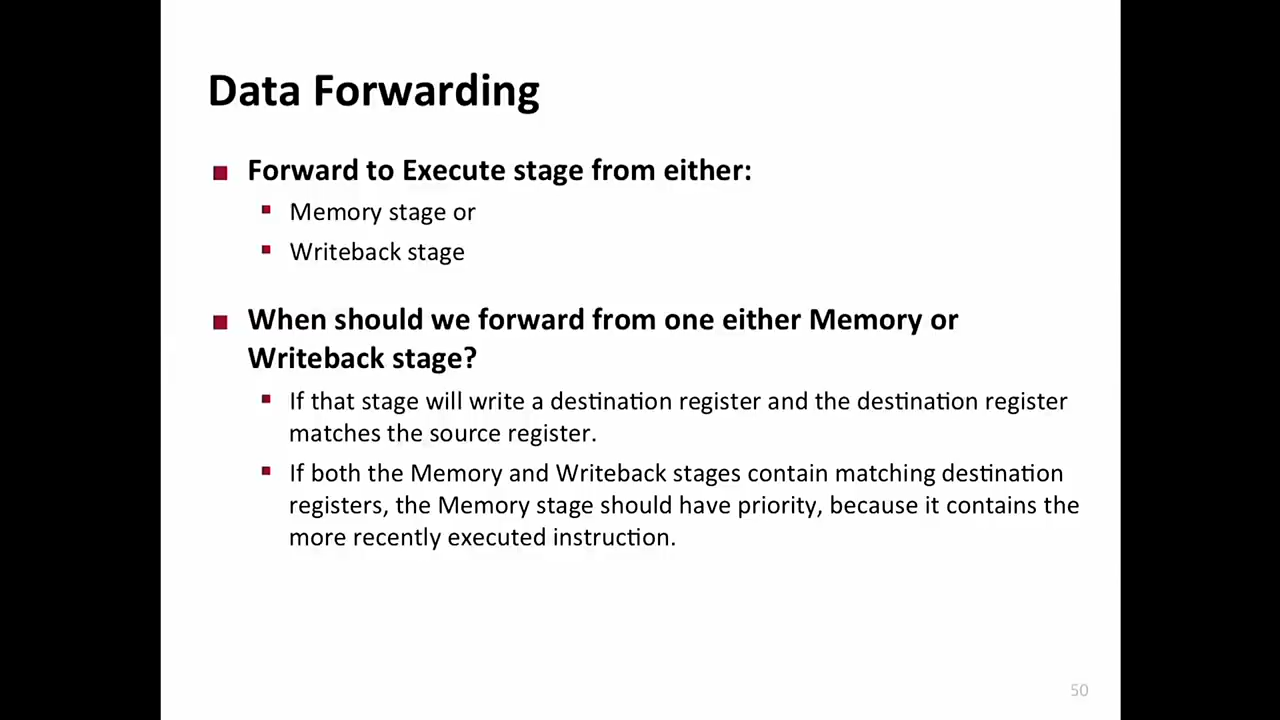 Data Forwarding
Forward to Execute stage from either:
Memory stage or
Writeback stage
When should we forward from one either Memory or
Writeback stage?
If that stage will write a destination register and the destination register
matches the source register.
If both the Memory and Writeback stages contain matching destination
registers, the Memory stage should have priority, because it contains the
more recently executed instruction.
50